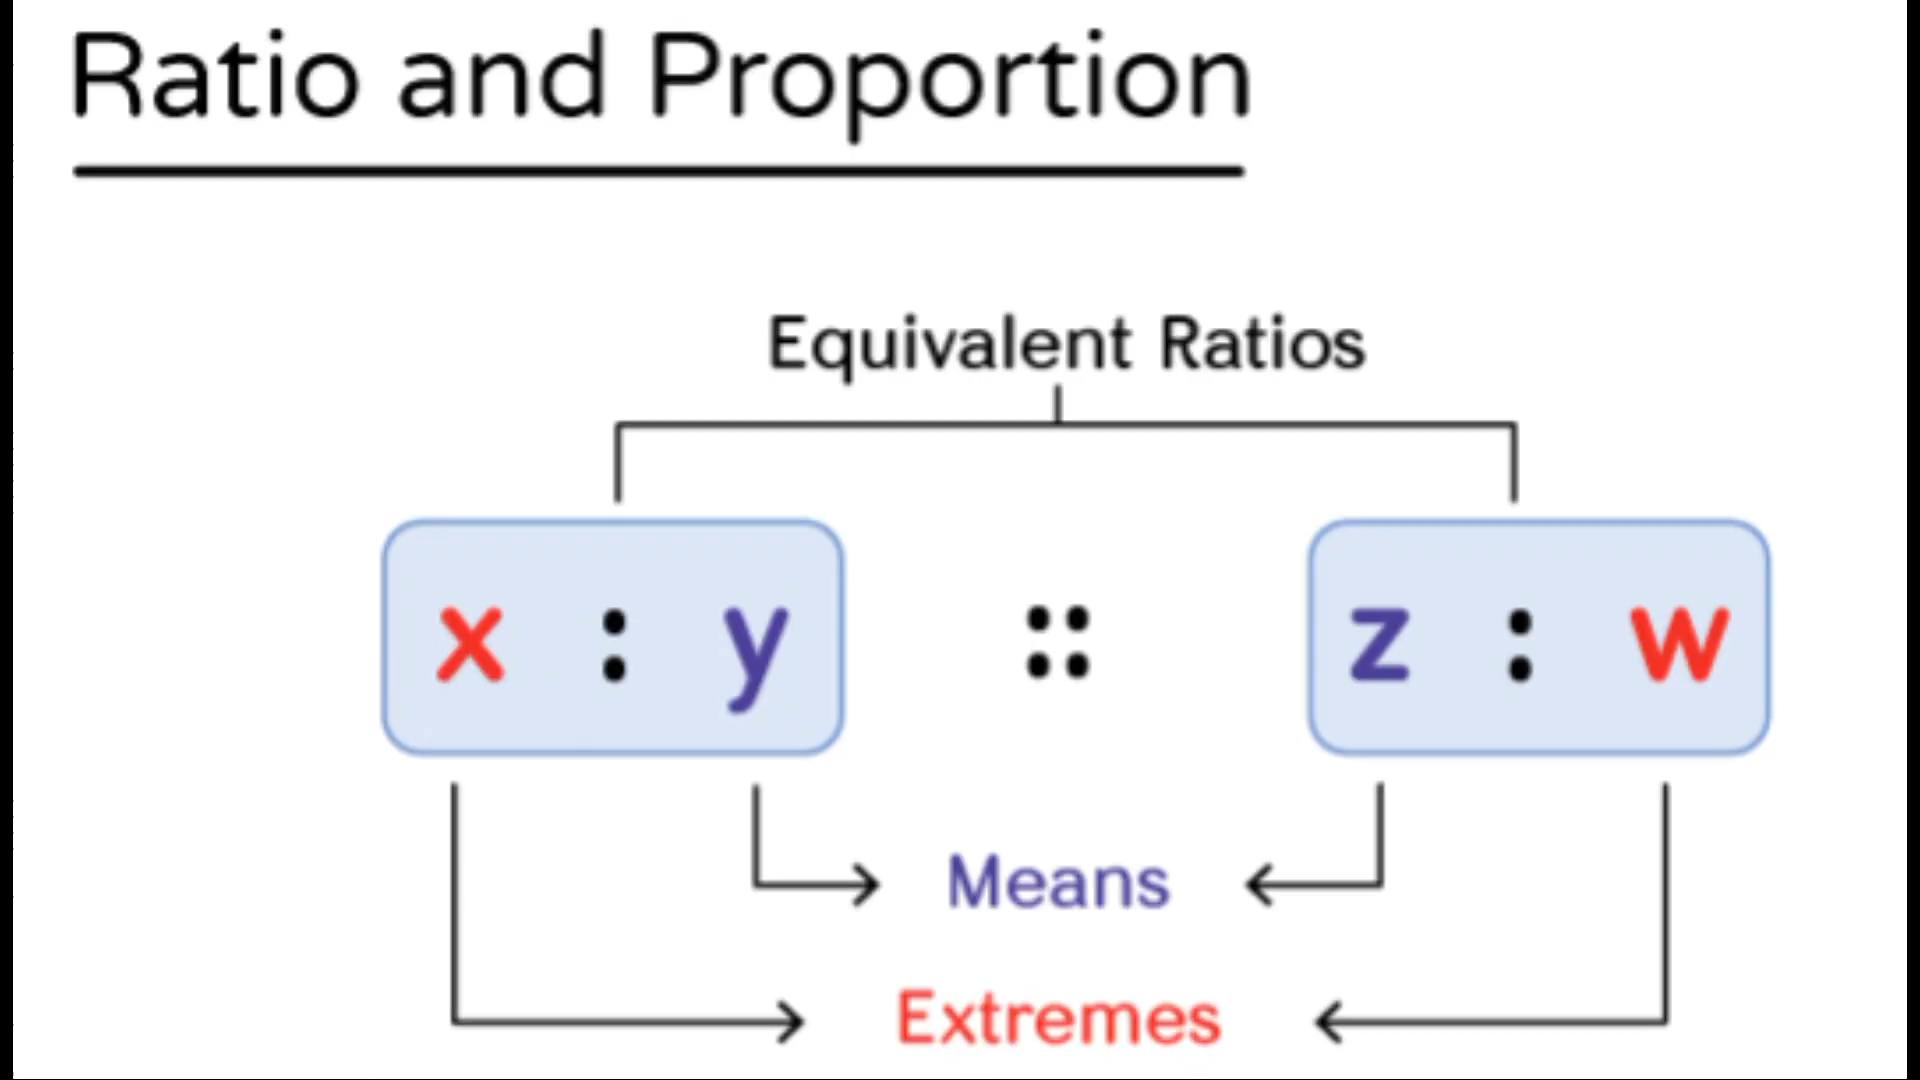 Ratio and Proportion
Equivalent Ratios
x : y :: z : w
Means
Extremes